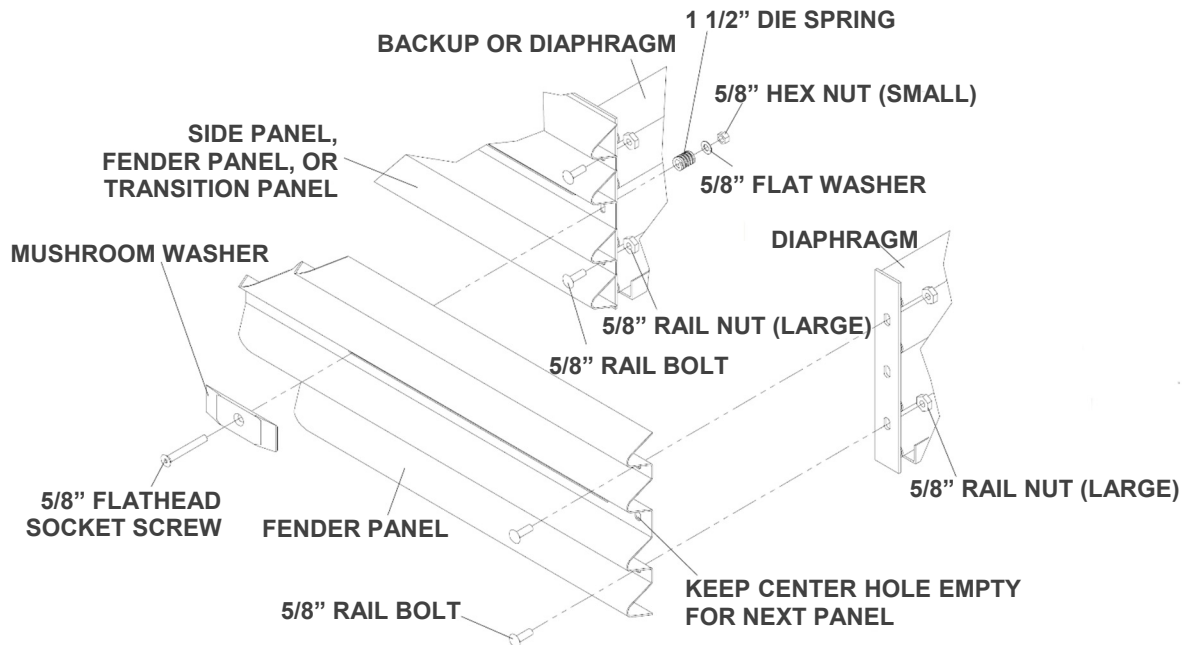 1 1/2” DIE SPRING
BACKUP OR DIAPHRAGM
5/8” HEX NUT (SMALL)
SIDE PANEL,
FENDER PANEL, OR
TRANSITION PANEL
5/8” FLAT WASHER
MUSHROOM WASHER
DIAPHRAGM
5/8” RAIL NUT (LARGE)
5/8” RAIL BOLT
5/8” FLATHEAD
SOCKET SCREW
FENDER PANEL
5/8” RAIL NUT (LARGE)
KEEP CENTER HOLE EMPTY
FOR NEXT PANEL
5/8” RAIL BOLT